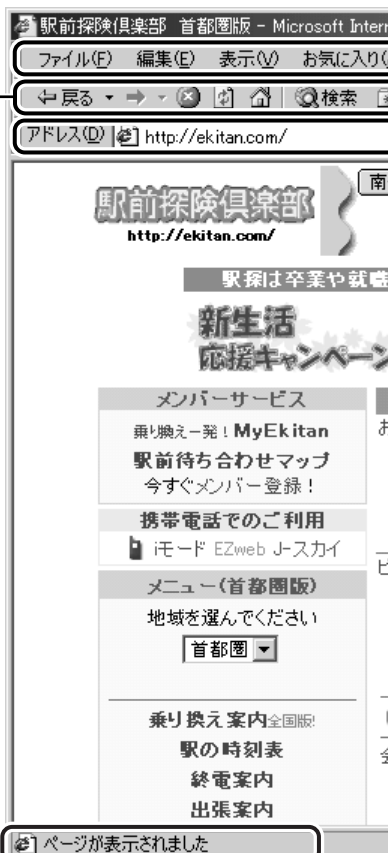 駅前探険倶楽部 首都圏版 - Microsoft Intern
ファイル(F) 編集(E) 表示(V) お気に入り(
戻る 検索
アドレス(D) http://ekitan.com/
駅前探険倶楽部
http://ekitan.com/
南
駅探は卒業や就職
新生活
応援キャンペーン
メンバーサービス
乗り換え一発!MyEkitan
駅前待ち合わせマップ
今すぐメンバー登録!
携帯電話でのご利用
iモード EZweb J-スカイ
メニュー(首都圏版)
地域を選んでください
首都圏
乗り換え案内全国版!
駅の時刻表
終電案内
出張案内
ページが表示されました